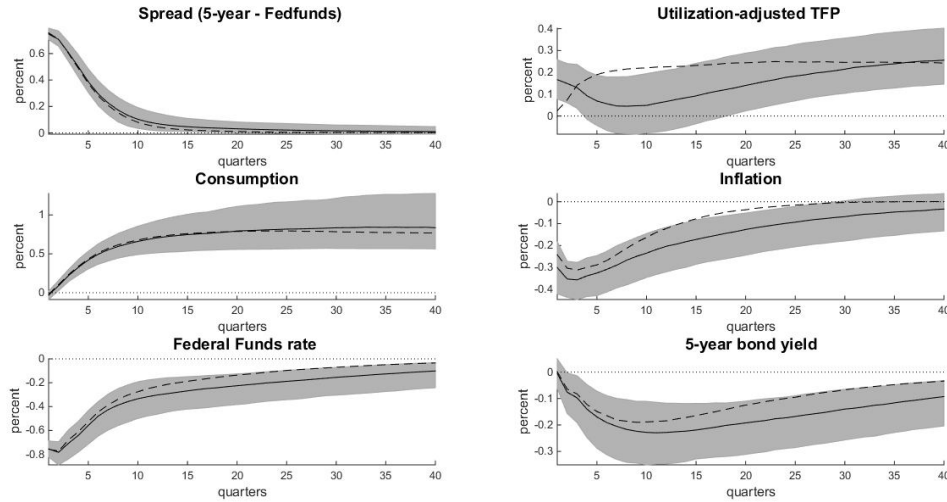 Spread (5-year - Fedfunds)
percent
0.6
0.4
0.2
0
5 10 15 20 25 30 35 40
quarters
Utilization-adjusted TFP
percent
0.4
0.3
0.2
0.1
0
5 10 15 20 25 30 35 40
quarters
Consumption
percent
1
0.5
0
5 10 15 20 25 30 35 40
quarters
Inflation
percent
0
-0.1
-0.2
-0.3
-0.4
5 10 15 20 25 30 35 40
quarters
Federal Funds rate
percent
0
-0.2
-0.4
-0.6
-0.8
5 10 15 20 25 30 35 40
quarters
5-year bond yield
percent
0
-0.1
-0.2
-0.3
5 10 15 20 25 30 35 40
quarters